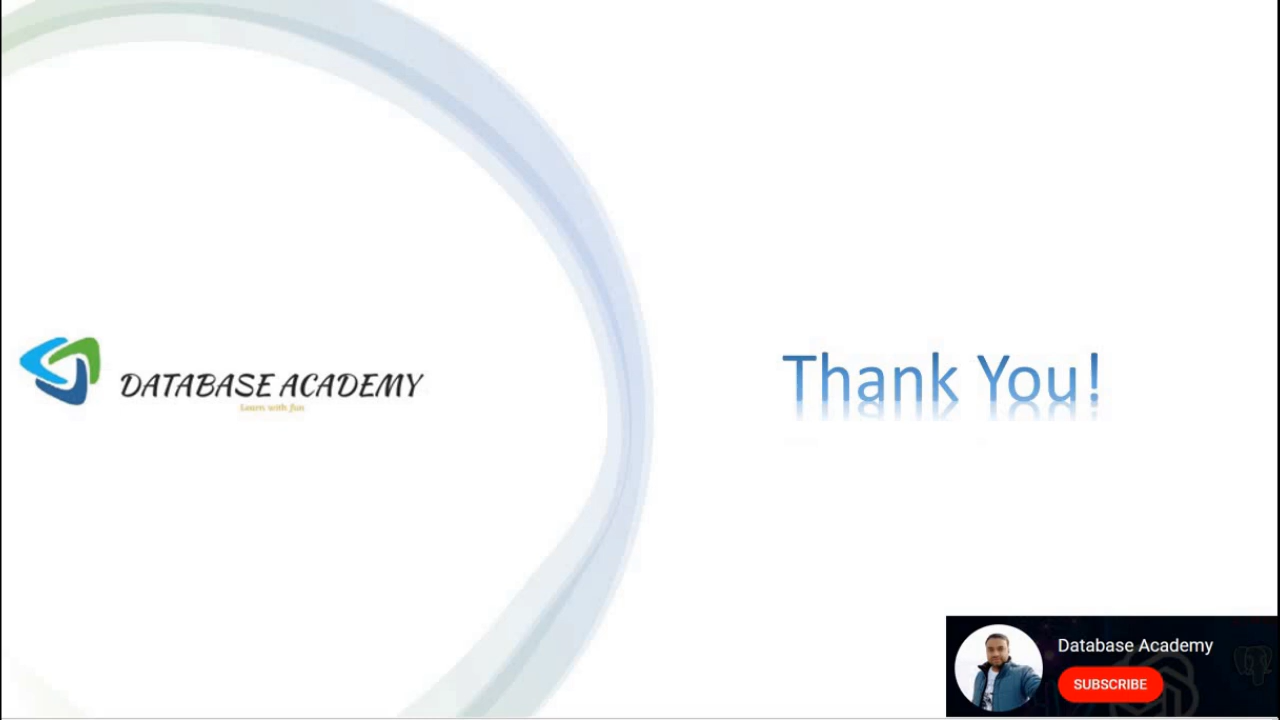 DATABASE ACADEMY
Learn with fun
Thank You!
Database Academy
SUBSCRIBE